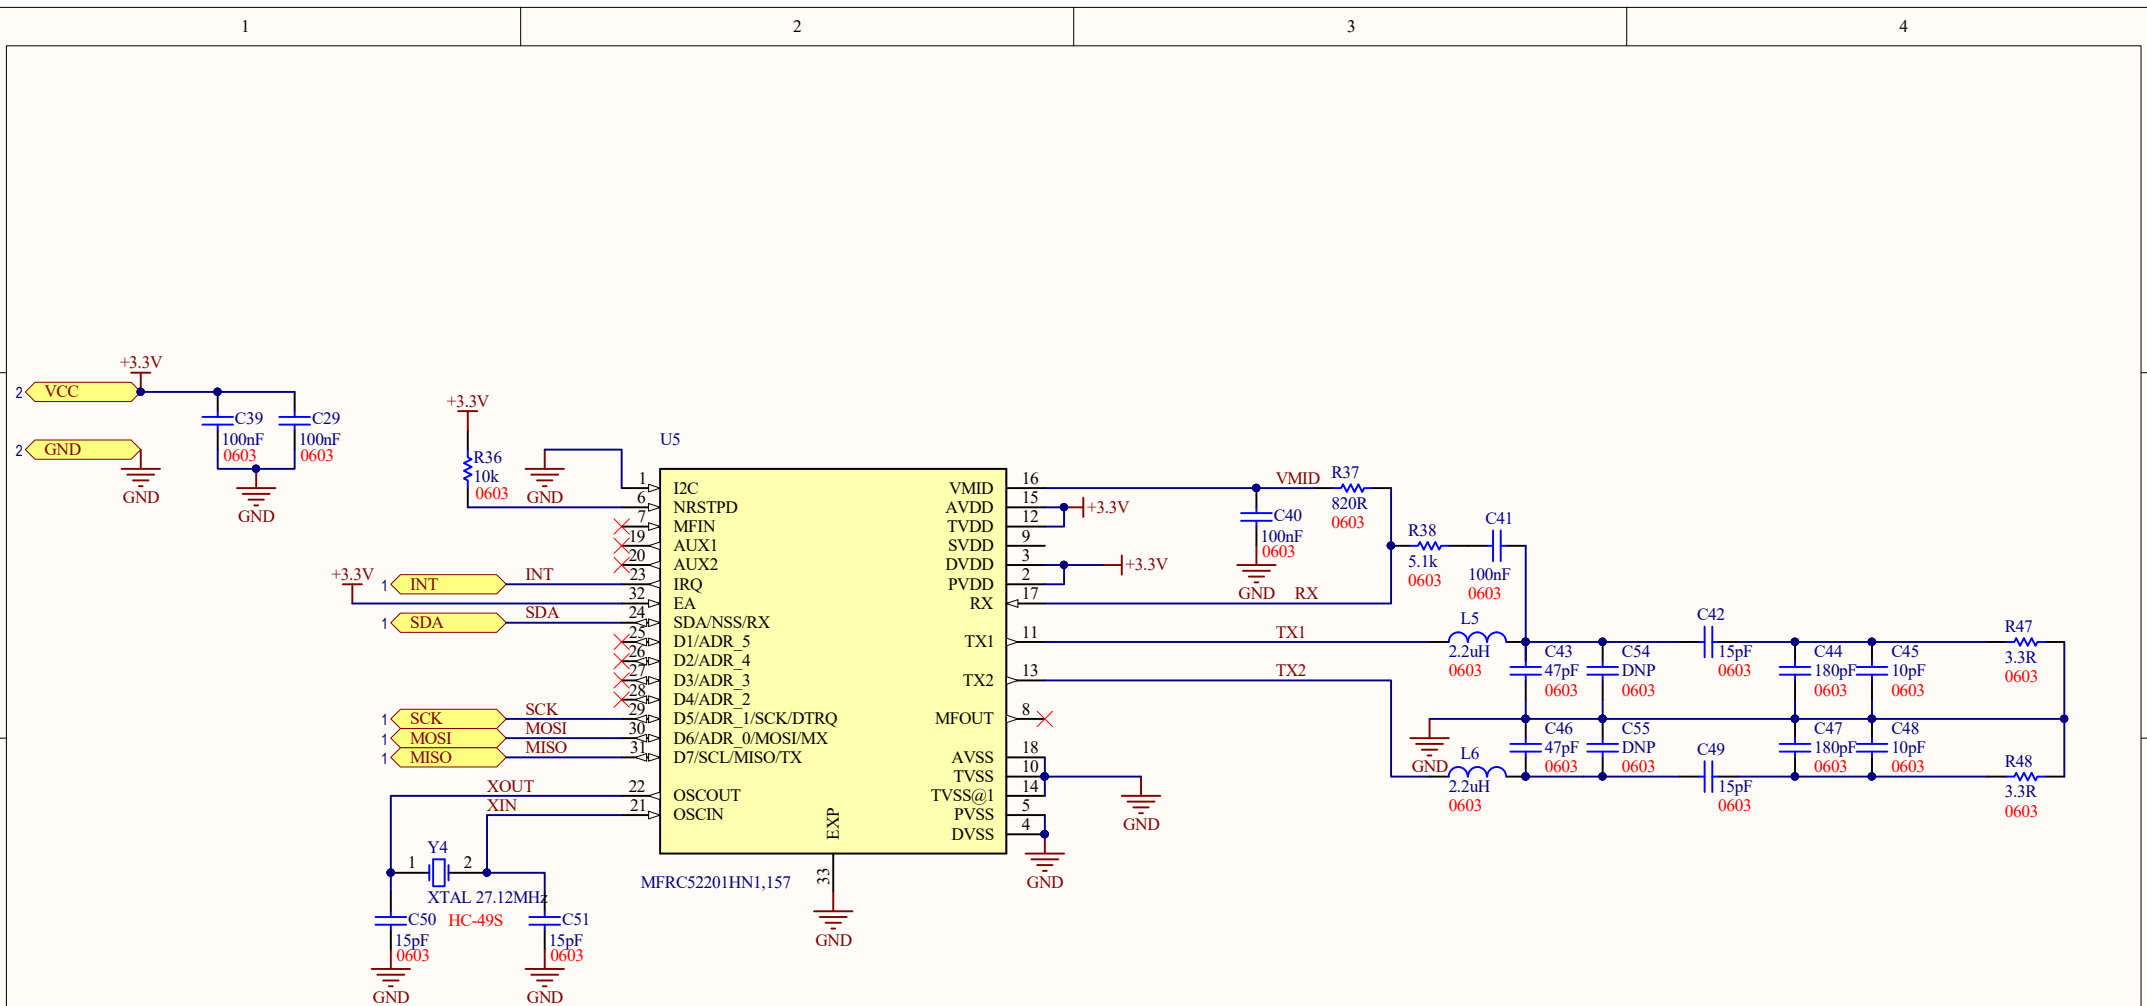 1
2
3
4
+3.3V
2 VCC
C39
100nF
0603
C29
100nF
0603
2 GND
GND
GND
+3.3V
R36
10k
0603
GND
U5
1 I2C
6 NRSTPD
7 MFIN
19 AUX1
20 AUX2
+3.3V
1 INT INT 23 IRQ
32 EA
1 SDA SDA 24 SDA/NSS/RX
25 D1/ADR_5
26 D2/ADR_4
27 D3/ADR_3
28 D4/ADR_2
1 SCK SCK 29 D5/ADR_1/SCK/DTRQ
1 MOSI MOSI 30 D6/ADR_0/MOSI/MX
1 MISO MISO 31 D7/SCL/MISO/TX
XOUT 22 OSCOUT
XIN 21 OSCIN
Y4
1 2
XTAL 27.12MHz
HC-49S
C50
15pF
0603
GND
C51
15pF
0603
GND
MFRC52201HN1,157
EXP
33
GND
VMID 16 VMID
AVDD 15 +3.3V
TVDD 12
SVDD 9
DVDD 3 +3.3V
PVDD 2
RX 17 RX
TX1 11 TX1
TX2 13 TX2
MFOUT 8
AVSS 18
TVSS 10
TVSS@1 14
PVSS 5
DVSS 4
GND
GND
C40
100nF
0603
GND
R37
820R
0603
R38
5.1k
0603
C41
100nF
0603
L5
2.2uH
0603
C43
47pF
0603
C54
DNP
0603
C42
15pF
0603
C44
180pF
0603
C45
10pF
0603
R47
3.3R
0603
GND
L6
2.2uH
0603
C46
47pF
0603
C55
DNP
0603
C49
15pF
0603
C47
180pF
0603
C48
10pF
0603
R48
3.3R
0603